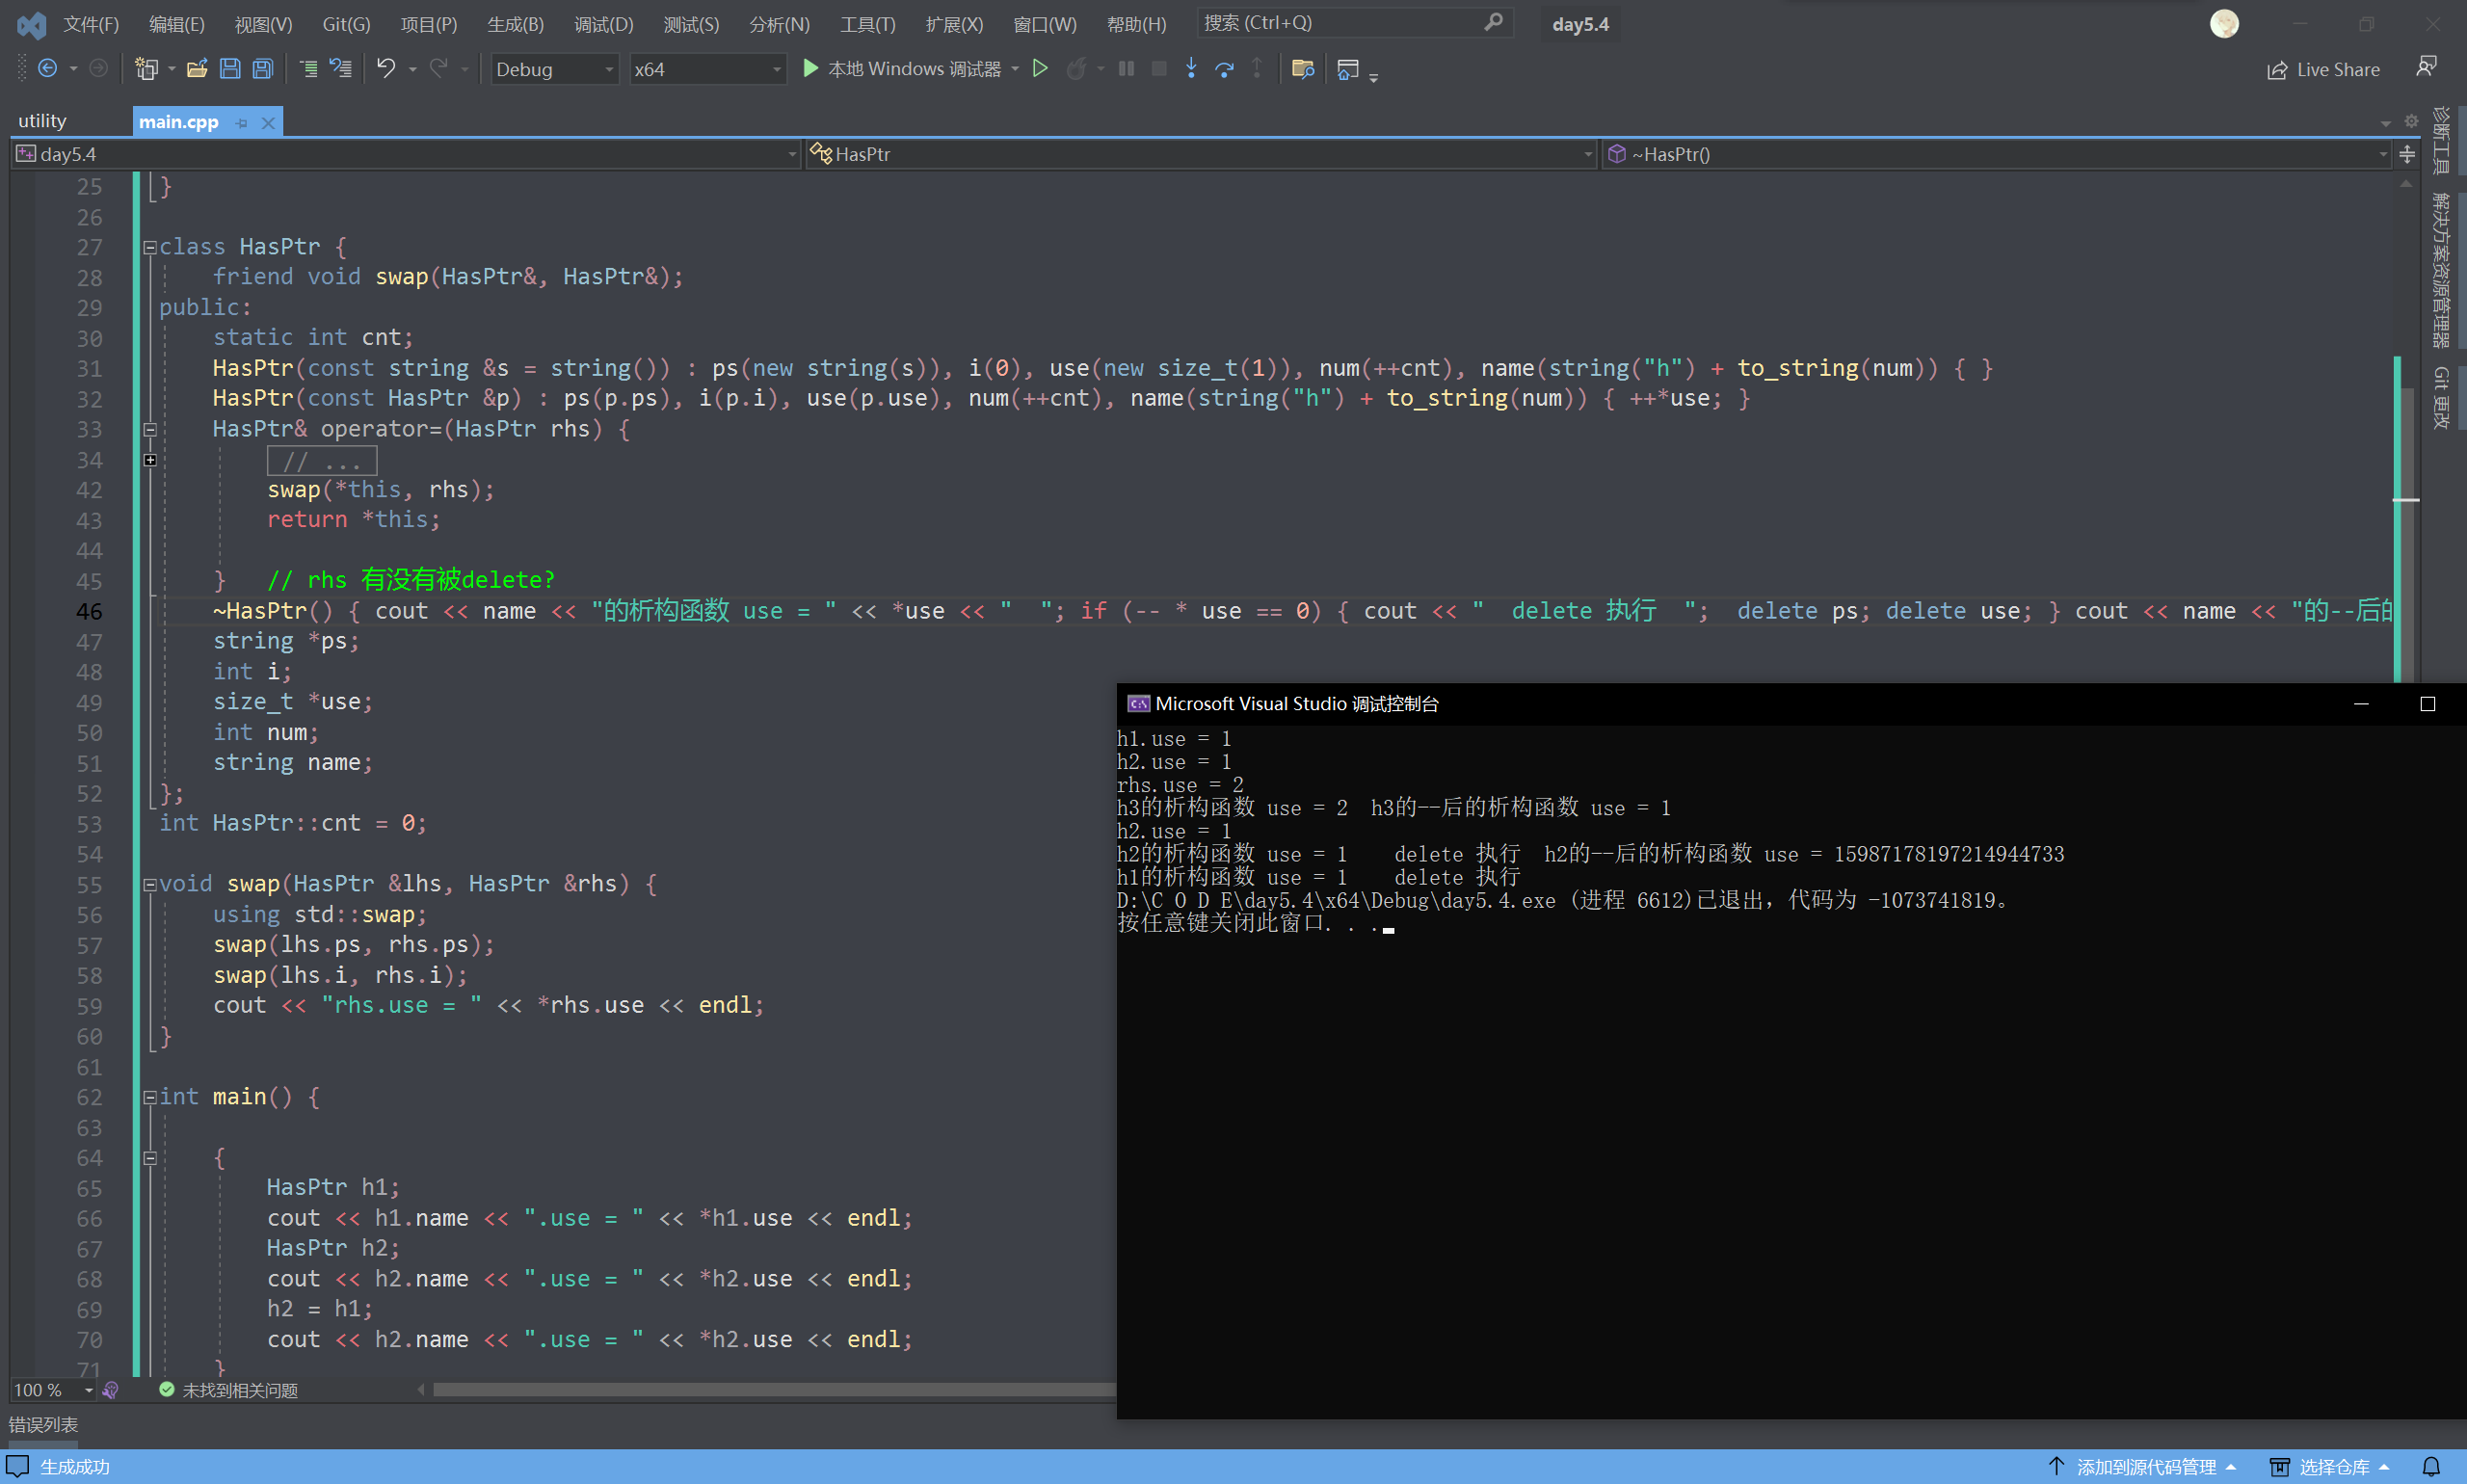 文件(F) 编辑(E) 视图(V) Git(G) 项目(P) 生成(B) 调试(D) 测试(S) 分析(N) 工具(T) 扩展(X) 窗口(W) 帮助(H) 搜索 (Ctrl+Q) day5.4
Debug x64 本地 Windows 调试器 Live Share
utility main.cpp
day5.4 HasPtr ~HasPtr()
诊断工具
解决方案资源管理器
Git 更改
25 }
26
27 class HasPtr {
28 friend void swap(HasPtr&, HasPtr&);
29 public:
30 static int cnt;
31 HasPtr(const string &s = string()) : ps(new string(s)), i(0), use(new size_t(1)), num(++cnt), name(string("h") + to_string(num)) { }
32 HasPtr(const HasPtr &p) : ps(p.ps), i(p.i), use(p.use), num(++cnt), name(string("h") + to_string(num)) { ++*use; }
33 HasPtr& operator=(HasPtr rhs) {
34 // ...
42 swap(*this, rhs);
43 return *this;
44
45 } // rhs 有没有被delete?
46 ~HasPtr() { cout << name << "的析构函数 use = " << *use << "  "; if (-- * use == 0) { cout << "  delete 执行  ";  delete ps; delete use; } cout << name << "的--后的
47 string *ps;
48 int i;
49 size_t *use;
50 int num;
51 string name;
52 };
53 int HasPtr::cnt = 0;
54
55 void swap(HasPtr &lhs, HasPtr &rhs) {
56 using std::swap;
57 swap(lhs.ps, rhs.ps);
58 swap(lhs.i, rhs.i);
59 cout << "rhs.use = " << *rhs.use << endl;
60 }
61
62 int main() {
63
64 {
65 HasPtr h1;
66 cout << h1.name << ".use = " << *h1.use << endl;
67 HasPtr h2;
68 cout << h2.name << ".use = " << *h2.use << endl;
69 h2 = h1;
70 cout << h2.name << ".use = " << *h2.use << endl;
71 }
Microsoft Visual Studio 调试控制台
h1.use = 1
h2.use = 1
rhs.use = 2
h3的析构函数 use = 2  h3的--后的析构函数 use = 1
h2.use = 1
h2的析构函数 use = 1    delete 执行  h2的--后的析构函数 use = 15987178197214944733
h1的析构函数 use = 1    delete 执行
D:\C O D E\day5.4\x64\Debug\day5.4.exe (进程 6612)已退出，代码为 -1073741819。
按任意键关闭此窗口. . .
100 % 未找到相关问题
错误列表
生成成功 添加到源代码管理 选择仓库